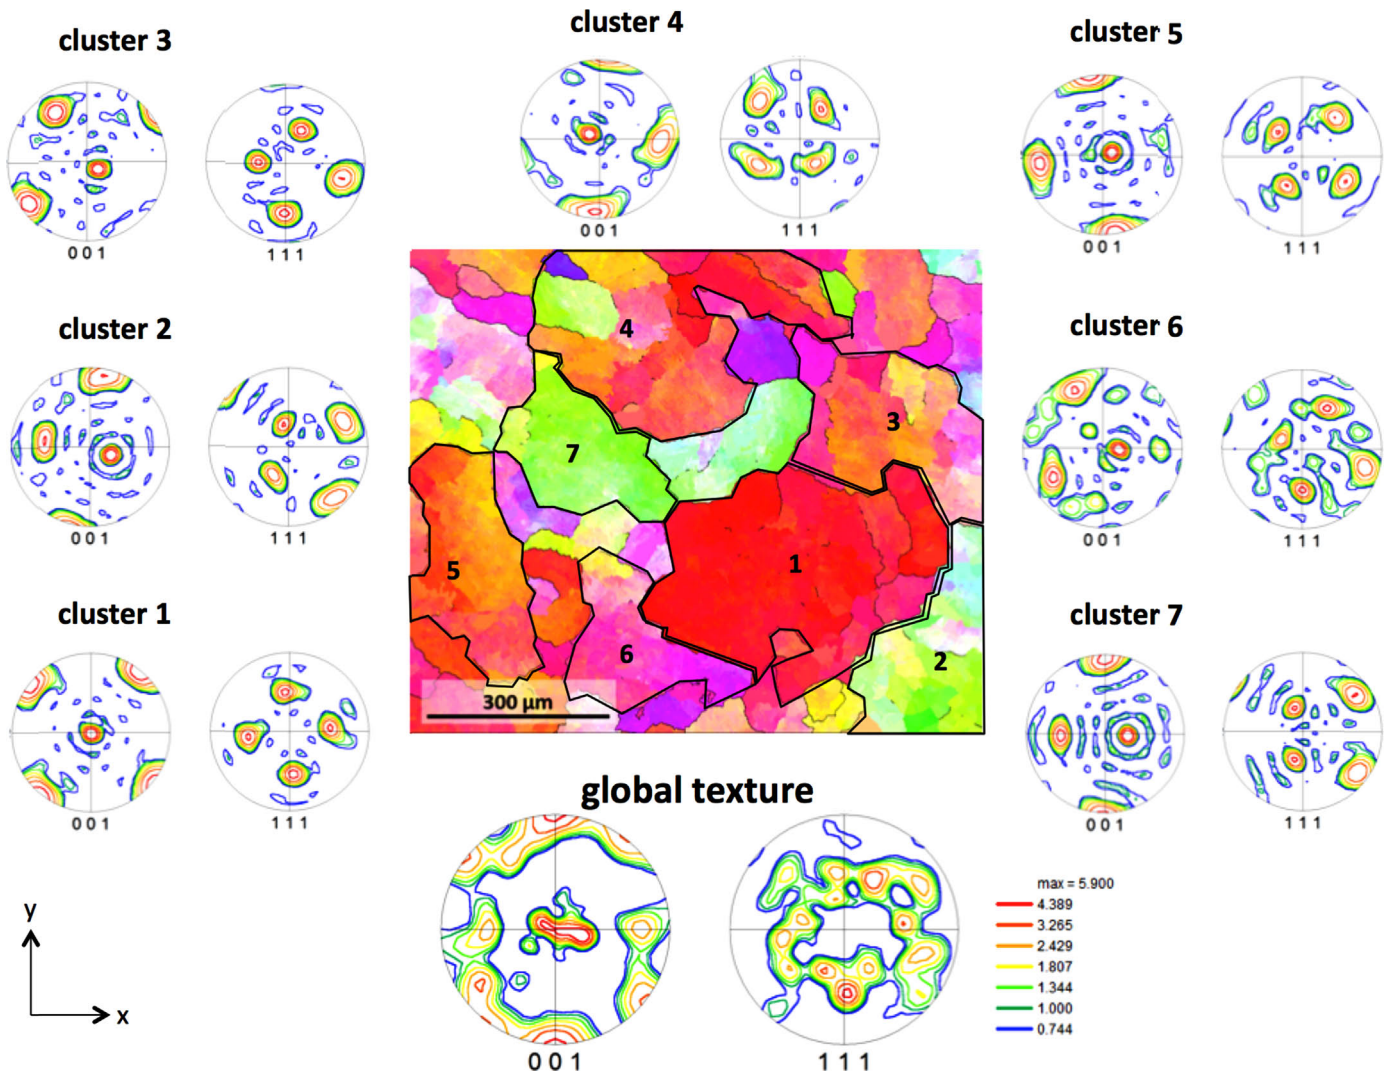 cluster 3
cluster 4
cluster 5
0 0 1
1 1 1
0 0 1
1 1 1
0 0 1
1 1 1
cluster 2
cluster 6
0 0 1
1 1 1
0 0 1
1 1 1
cluster 1
cluster 7
0 0 1
1 1 1
0 0 1
1 1 1
4
3
7
5
1
6
2
300 µm
global texture
0 0 1
1 1 1
y
x
max = 5.900
4.389
3.265
2.429
1.807
1.344
1.000
0.744